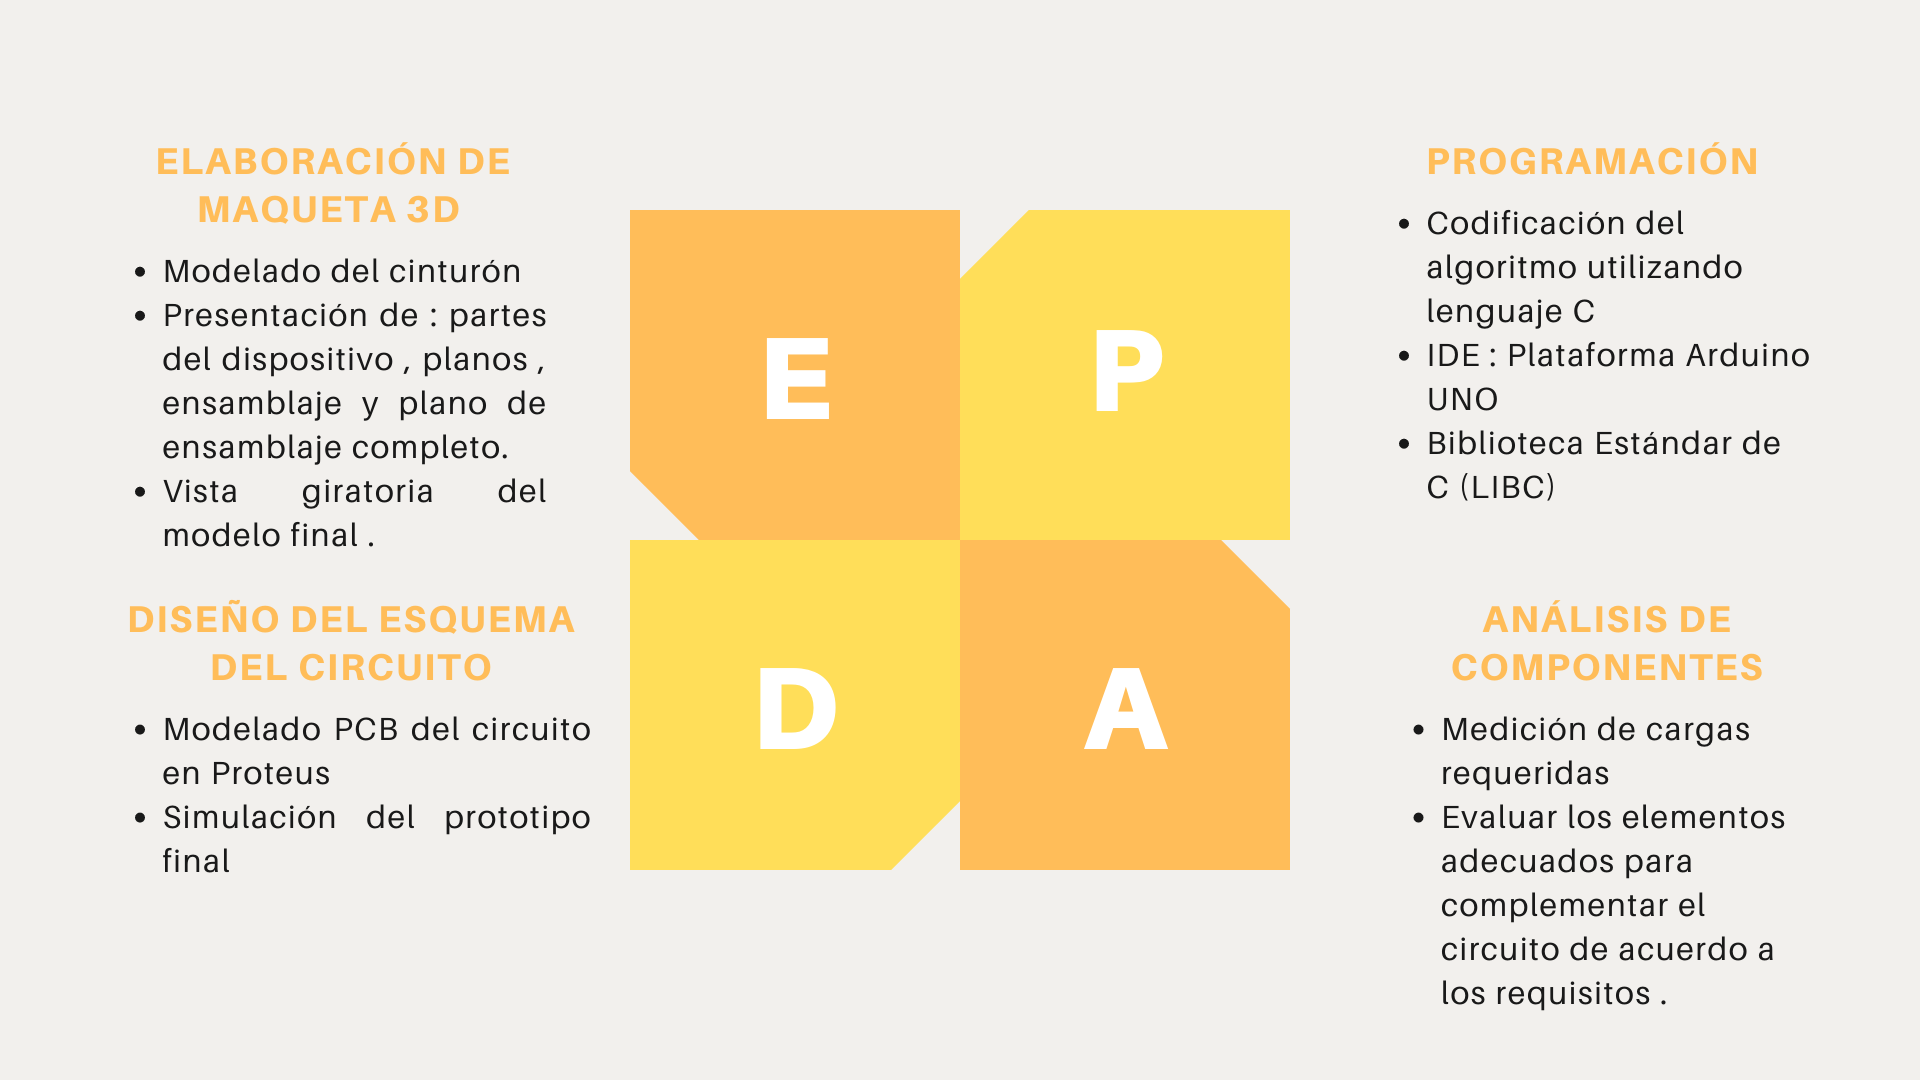 ELABORACIÓN DE
MAQUETA 3D
• Modelado del cinturón
• Presentación de : partes
del dispositivo , planos ,
ensamblaje y plano de
ensamblaje completo.
• Vista giratoria del
modelo final .
DISEÑO DEL ESQUEMA
DEL CIRCUITO
• Modelado PCB del circuito
en Proteus
• Simulación del prototipo
final
E
P
D
A
PROGRAMACIÓN
• Codificación del
algoritmo utilizando
lenguaje C
• IDE : Plataforma Arduino
UNO
• Biblioteca Estándar de
C (LIBC)
ANÁLISIS DE
COMPONENTES
• Medición de cargas
requeridas
• Evaluar los elementos
adecuados para
complementar el
circuito de acuerdo a
los requisitos .